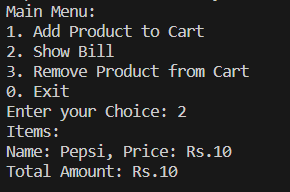 Main Menu:
1. Add Product to Cart
2. Show Bill
3. Remove Product from Cart
0. Exit
Enter your Choice: 2
Items:
Name: Pepsi, Price: Rs.10
Total Amount: Rs.10